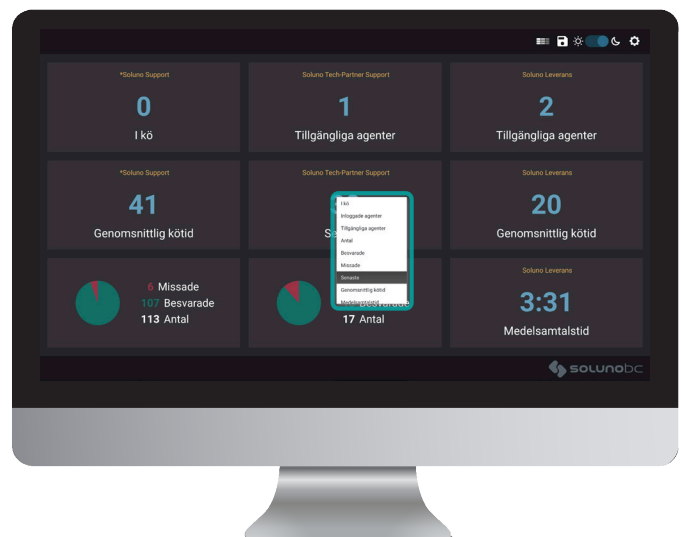 *Soluno Support
0
I kö
Soluno Tech-Partner Support
1
Tillgängliga agenter
Soluno Leverans
2
Tillgängliga agenter
*Soluno Support
41
Genomsnittlig kötid
Soluno Tech-Partner Support
I kö
Inloggade agenter
Tillgängliga agenter
Antal
Besvarade
Missade
Senaste
Genomsnittlig kötid
Medelsamtalstid
Soluno Leverans
20
Genomsnittlig kötid
6 Missade
107 Besvarade
113 Antal
Besvarade
17 Antal
Soluno Leverans
3:31
Medelsamtalstid
solunobc